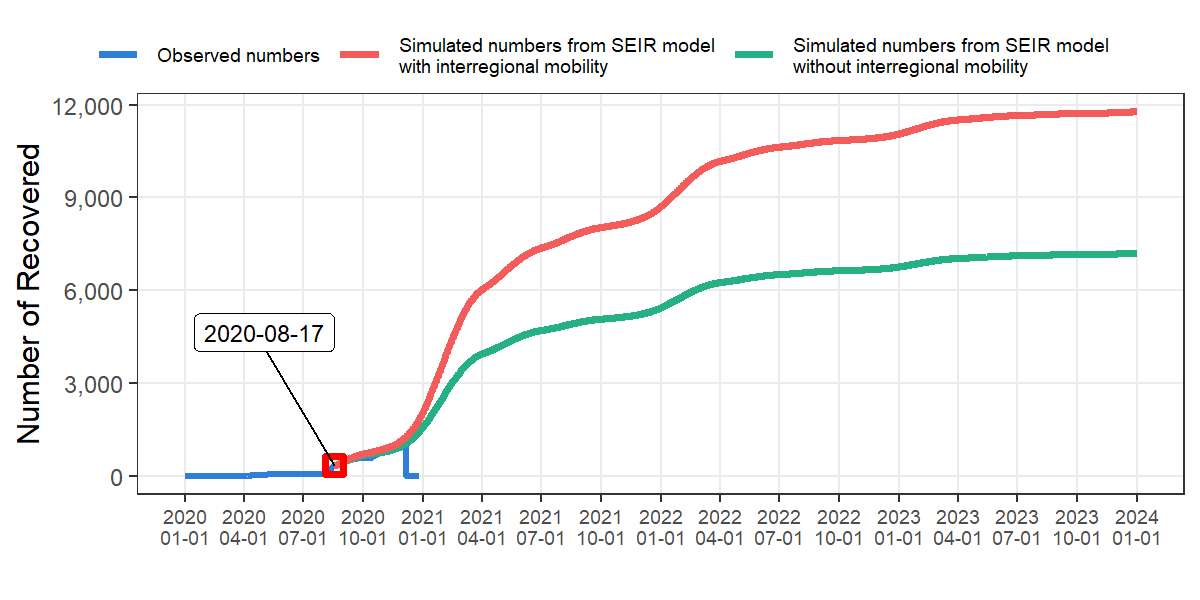 Observed numbers
Simulated numbers from SEIR model
with interregional mobility
Simulated numbers from SEIR model
without interregional mobility
Number of Recovered
12,000
9,000
6,000
3,000
0
2020-08-17
2020 2020 2020 2020 2021 2021 2021 2021 2022 2022 2022 2022 2023 2023 2023 2023 2024
01-01 04-01 07-01 10-01 01-01 04-01 07-01 10-01 01-01 04-01 07-01 10-01 01-01 04-01 07-01 10-01 01-01